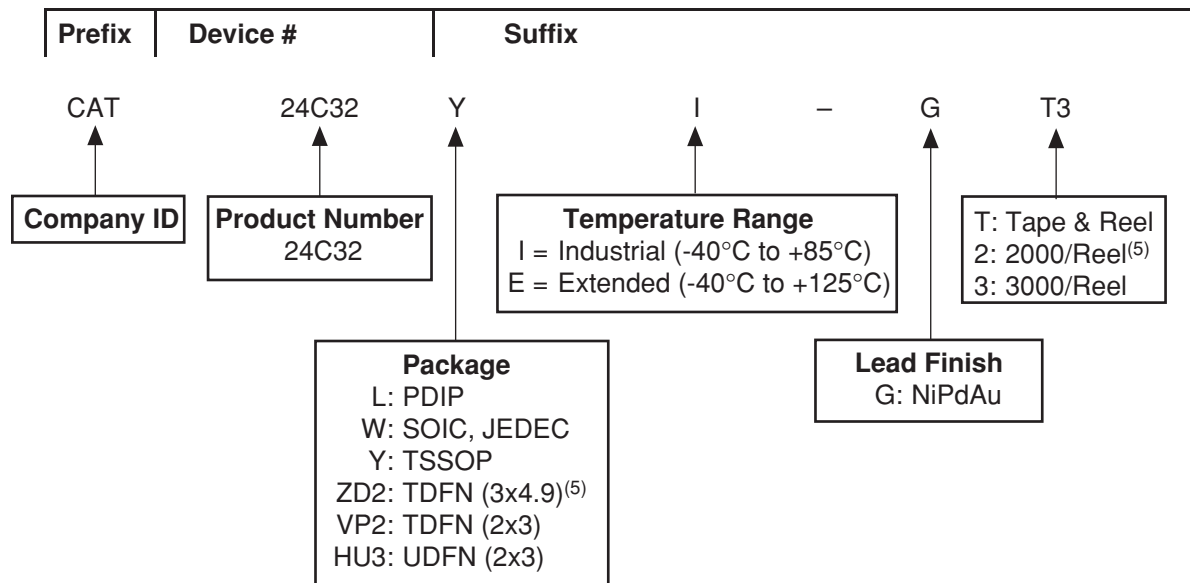 Prefix Device # Suffix
CAT 24C32 Y I – G T3
Company ID
Product Number
24C32
Temperature Range
I = Industrial (-40°C to +85°C)
E = Extended (-40°C to +125°C)
T: Tape & Reel
2: 2000/Reel(5)
3: 3000/Reel
Package
L: PDIP
W: SOIC, JEDEC
Y: TSSOP
ZD2: TDFN (3x4.9)(5)
VP2: TDFN (2x3)
HU3: UDFN (2x3)
Lead Finish
G: NiPdAu